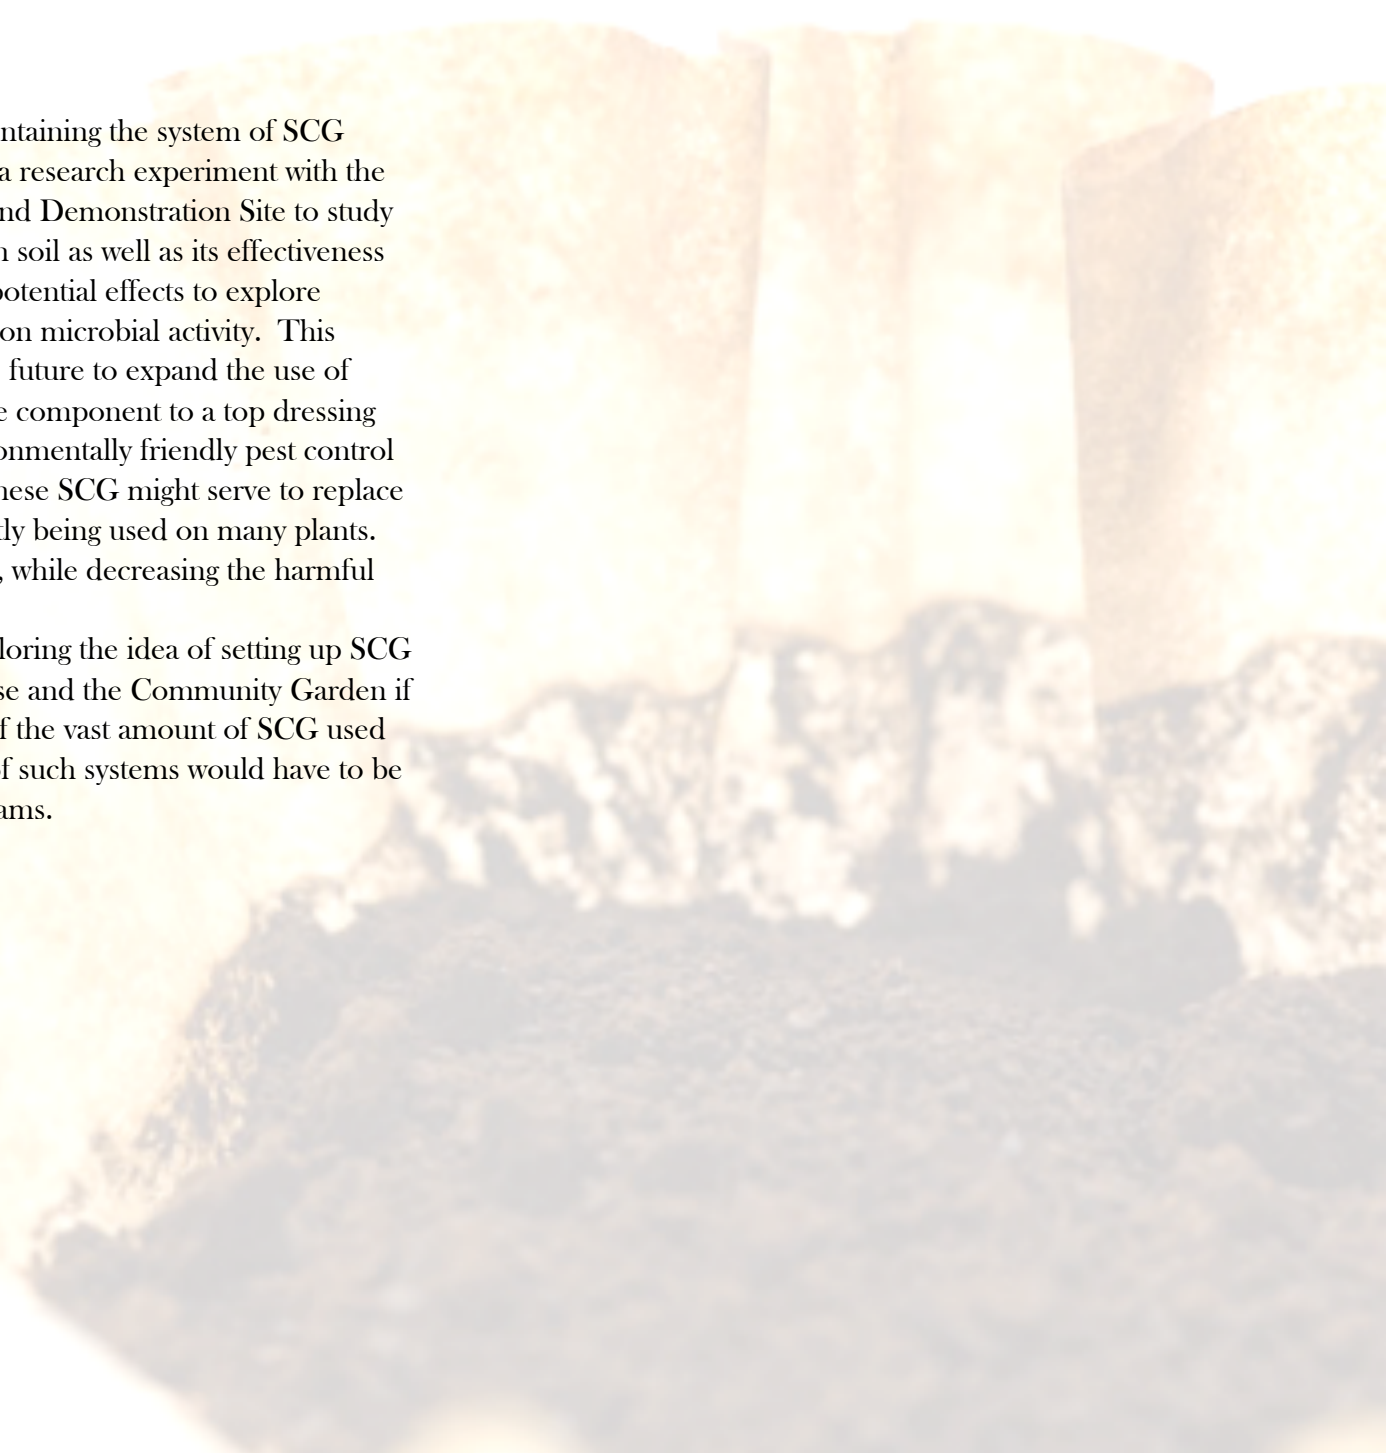 ntaining the system of SCG
a research experiment with the
nd Demonstration Site to study
n soil as well as its effectiveness
potential effects to explore
on microbial activity.  This
future to expand the use of
e component to a top dressing
onmentally friendly pest control
hese SCG might serve to replace
tly being used on many plants.
, while decreasing the harmful
loring the idea of setting up SCG
se and the Community Garden if
f the vast amount of SCG used
of such systems would have to be
ams.